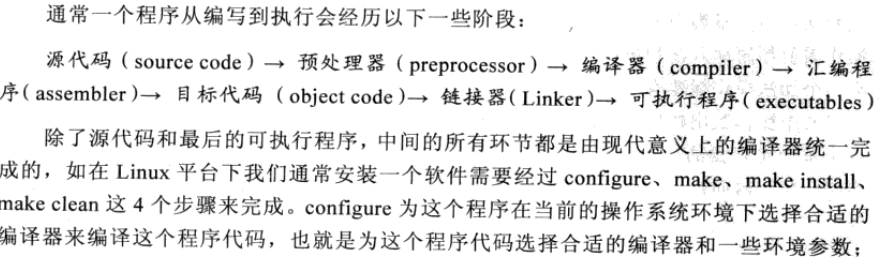 通常一个程序从编写到执行会经历以下一些阶段：
源代码（source code）→ 预处理器（preprocessor）→ 编译器（compiler）→ 汇编程
序（assembler）→ 目标代码（object code）→ 链接器（Linker）→ 可执行程序（executables）
除了源代码和最后的可执行程序，中间的所有环节都是由现代意义上的编译器统一完
成的，如在 Linux 平台下我们通常安装一个软件需要经过 configure、make、make install、
make clean 这 4 个步骤来完成。configure 为这个程序在当前的操作系统环境下选择合适的
编译器来编译这个程序代码，也就是为这个程序代码选择合适的编译器和一些环境参数；